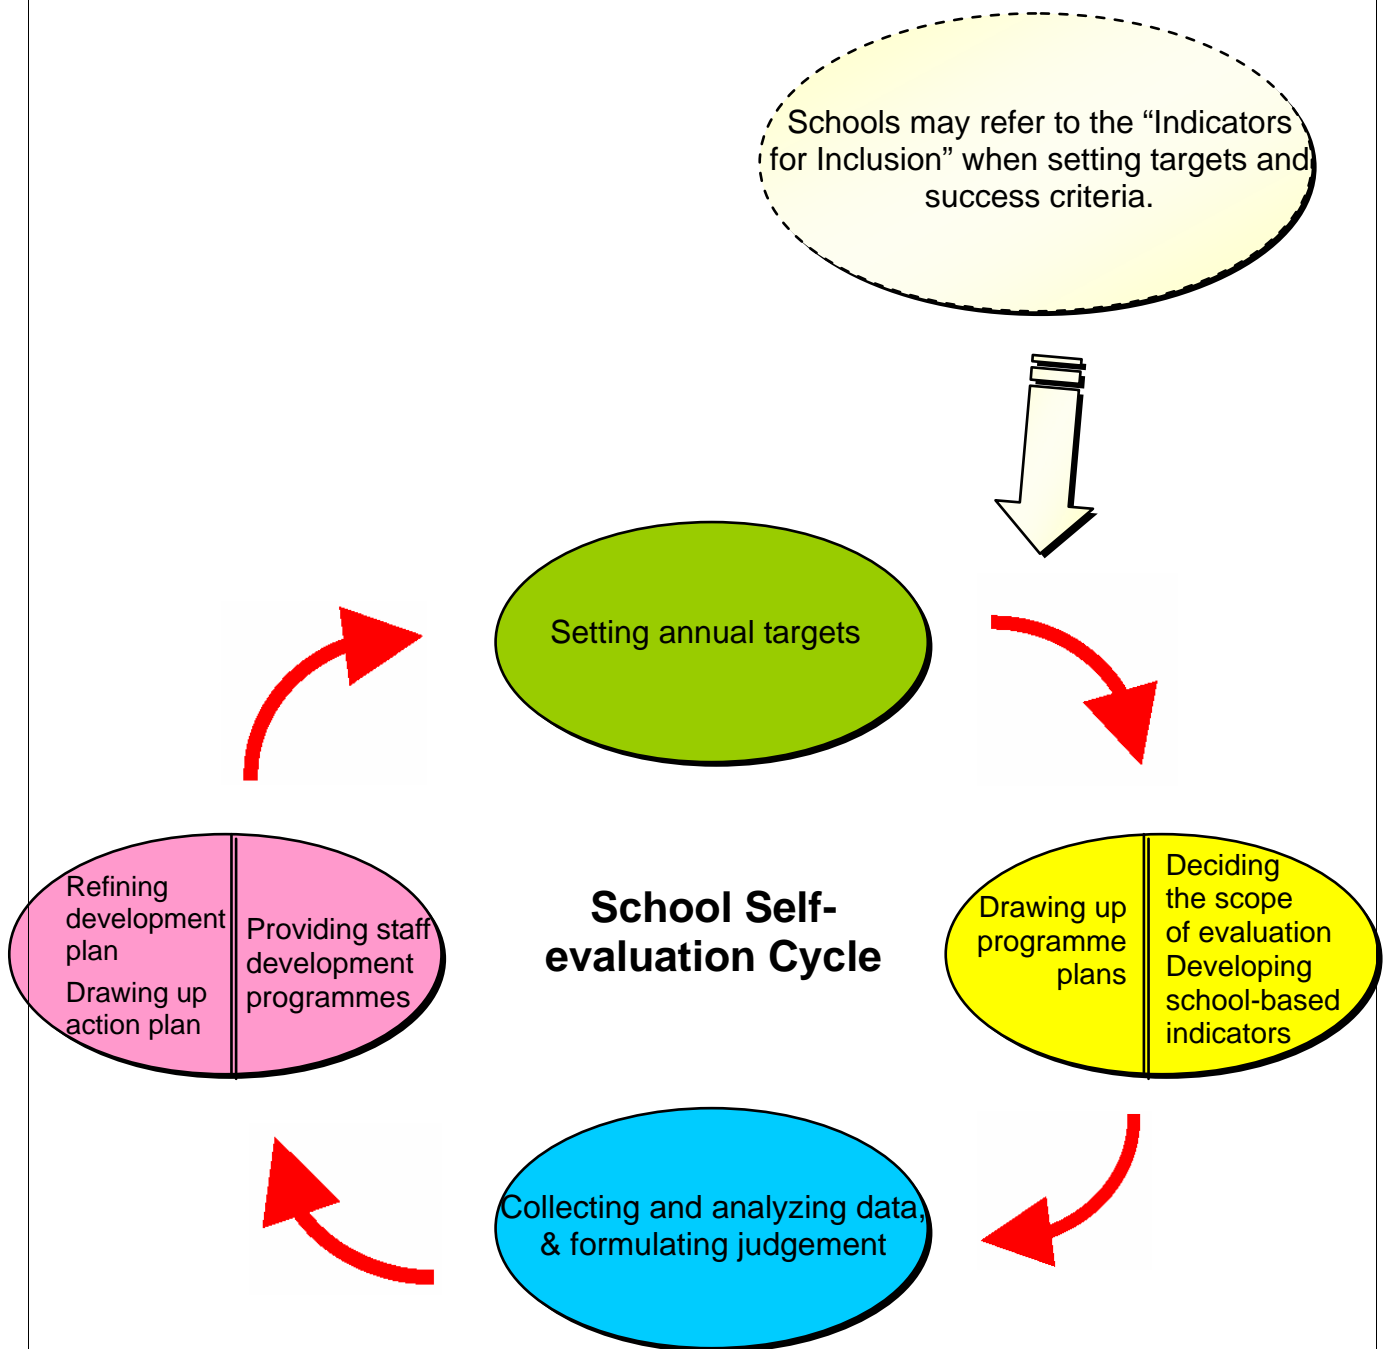 Schools may refer to the “Indicators
for Inclusion” when setting targets and
success criteria.
Setting annual targets
Refining
development
plan
Drawing up
action plan
Providing staff
development
programmes
School Self-
evaluation Cycle
Drawing up
programme
plans
Deciding
the scope
of evaluation
Developing
school-based
indicators
Collecting and analyzing data,
& formulating judgement